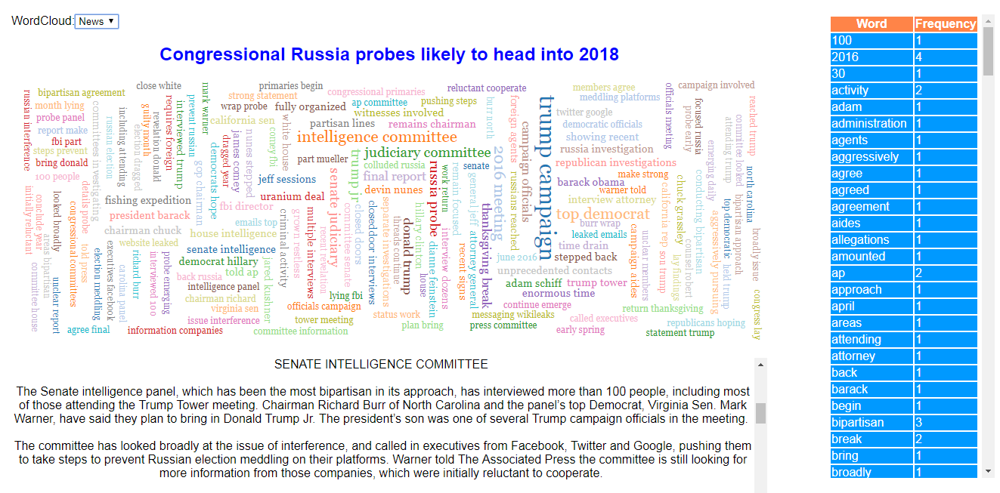 WordCloud: News ▼
Congressional Russia probes likely to head into 2018
close white
primaries begin
reluctant cooperate
members agree
campaign involved
bipartisan agreement
strong statement
congressional primaries
meddling platforms
month lying
wrap probe
fully organized
ap committee
pushing steps
twitter google
probe panel
california sen
partisan lines
witnesses involved
democratic officials
report make
remains chairman
showing recent
fbi part
intelligence committee
russia investigation
steps prevent
judiciary committee
republican investigations
bring donald
part mueller
colluded russia
senate
make strong
100 people
jeff sessions
final report
barack obama
warner told
uranium deal
devin nunes
interview attorney
fishing expedition
fbi director
top democrat
president barack
emails top
burr wrap
chairman chuck
house intelligence
leaked emails
website leaked
senate intelligence
time drain
democrat hillary
june 2016
stepped back
told ap
unprecedented contacts
back russia
adam schiff
trump tower
intelligence panel
enormous time
chairman richard
lying fbi
continue emerge
virginia sen
officials campaign
status work
messaging wikileaks
return thanksgiving
issue interference
tower meeting
plan bring
press committee
called executives
republicans hoping
agree final
information companies
committee information
early spring
statement trump
russian interference
committees investigating
russian election
including attending
guilty month
election dragged
revelation donald
requires foreign
interviewed trump
prevent russian
mark warner
gop chairman
democrats hope
dragged year
james comey
nunes stepped
comey fbi
white house
trump jr
senate judiciary
closed doors
closed door interviews
separate investigations
russia probe
work return
remain focused
general jeff
burr north
2016 meeting
foreign agents
russians reached
campaign officials
trump campaign
officials meeting
probe early
focused russia
emerging daily
attending trump
committee looked
reached trump
north carolina
initially reluctant
conclude year
areas bipartisan
looked broadly
congressional committees
details probe
told press
election meddling
executives facebook
carolina panel
richard burr
interviewed 100
probe emerging
committee house
unclear report
jared kushner
criminal activity
grown restless
multiple interviews
recent revelation
committees senate
threads continue
donald trump
hillary clinton
house
dianne feinstein
interview dozens
recent signs
attorney general
thanksgiving break
campaign aides
unclear members
son trump
california rep
chuck grassley
lay findings
counsel robert
conducting bipartisan
aggressively pursuing
held trump
top democratic
bipartisan approach
broadly issue
congress lay
SENATE INTELLIGENCE COMMITTEE
The Senate intelligence panel, which has been the most bipartisan in its approach, has interviewed more than 100 people, including most
of those attending the Trump Tower meeting. Chairman Richard Burr of North Carolina and the panel's top Democrat, Virginia Sen. Mark
Warner, have said they plan to bring in Donald Trump Jr. The president's son was one of several Trump campaign officials in the meeting.
The committee has looked broadly at the issue of interference, and called in executives from Facebook, Twitter and Google, pushing them
to take steps to prevent Russian election meddling on their platforms. Warner told The Associated Press the committee is still looking for
more information from those companies, which were initially reluctant to cooperate.
Word Frequency
100 1
2016 4
30 1
activity 2
adam 1
administration 1
agents 1
aggressively 1
agree 1
agreed 1
agreement 1
aides 1
allegations 1
amounted 1
ap 2
approach 1
april 1
areas 1
attending 1
attorney 1
back 1
barack 1
begin 1
bipartisan 3
break 2
bring 1
broadly 1